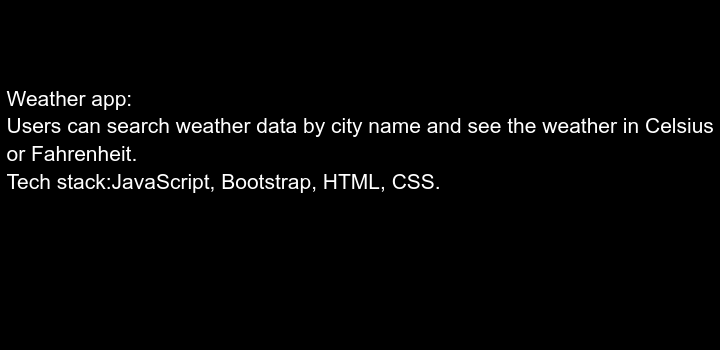 Weather app:
Users can search weather data by city name and see the weather in Celsius
or Fahrenheit.
Tech stack:JavaScript, Bootstrap, HTML, CSS.